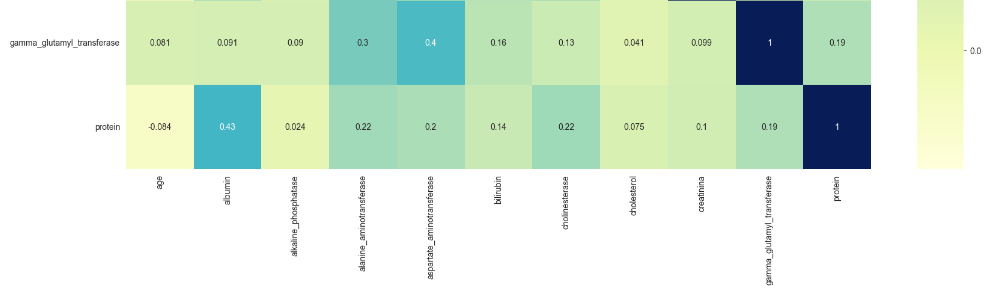 gamma_glutamyl_transferase 0.081 0.091 0.09 0.3 0.4 0.16 0.13 0.041 0.099 1 0.19 0.0
protein -0.084 0.43 0.024 0.22 0.2 0.14 0.22 0.075 0.1 0.19 1
age
albumin
alkaline_phosphatase
alanine_aminotransferase
aspartate_aminotransferase
bilirubin
cholinesterase
cholesterol
creatinina
gamma_glutamyl_transferase
protein